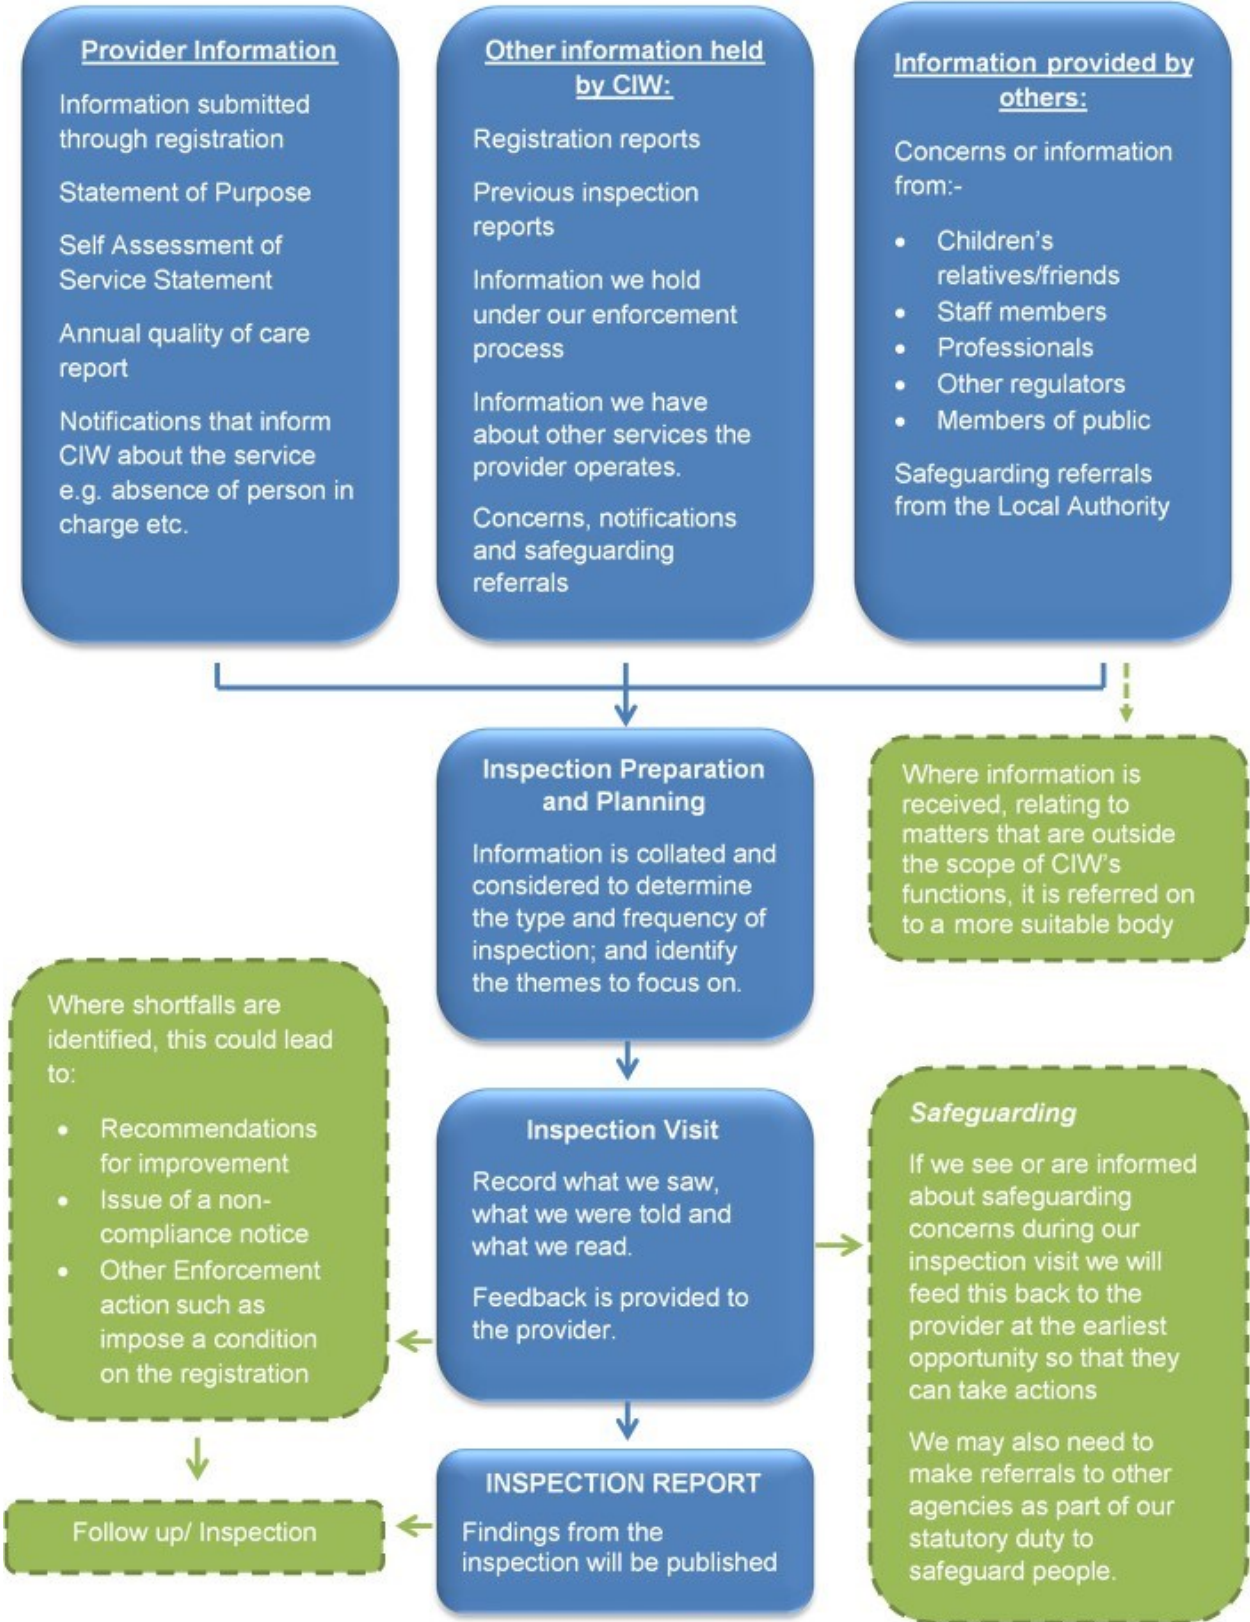 Provider Information
Information submitted
through registration
Statement of Purpose
Self Assessment of
Service Statement
Annual quality of care
report
Notifications that inform
CIW about the service
e.g. absence of person in
charge etc.
Other information held
by CIW:
Registration reports
Previous inspection
reports
Information we hold
under our enforcement
process
Information we have
about other services the
provider operates.
Concerns, notifications
and safeguarding
referrals
Information provided by
others:
Concerns or information
from:-
• Children's
relatives/friends
• Staff members
• Professionals
• Other regulators
• Members of public
Safeguarding referrals
from the Local Authority
Inspection Preparation
and Planning
Information is collated and
considered to determine
the type and frequency of
inspection; and identify
the themes to focus on.
Where information is
received, relating to
matters that are outside
the scope of CIW's
functions, it is referred on
to a more suitable body
Where shortfalls are
identified, this could lead
to:
• Recommendations
for improvement
• Issue of a non-
compliance notice
• Other Enforcement
action such as
impose a condition
on the registration
Inspection Visit
Record what we saw,
what we were told and
what we read.
Feedback is provided to
the provider.
Safeguarding
If we see or are informed
about safeguarding
concerns during our
inspection visit we will
feed this back to the
provider at the earliest
opportunity so that they
can take actions
We may also need to
make referrals to other
agencies as part of our
statutory duty to
safeguard people.
Follow up/ Inspection
INSPECTION REPORT
Findings from the
inspection will be published